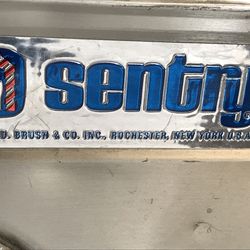 sentry
D. BRUSH & CO. INC., ROCHESTER, NEW YORK U.S.A.